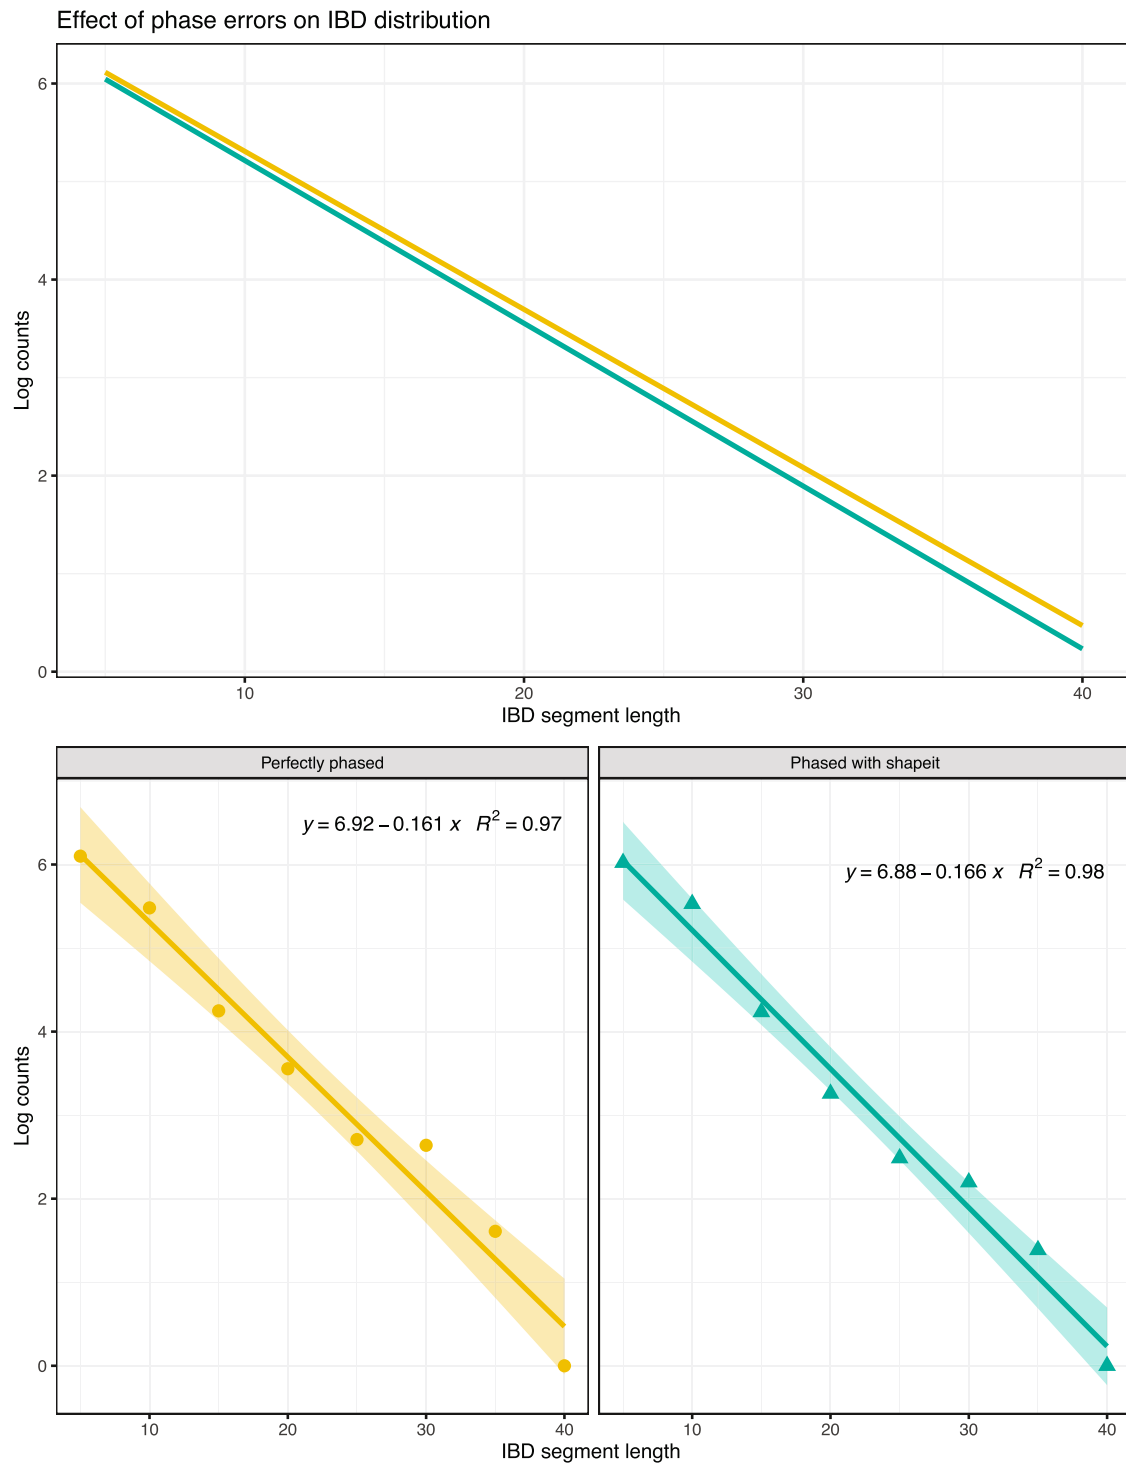 Effect of phase errors on IBD distribution
6
4
2
0
Log counts
10 20 30 40
IBD segment length
Perfectly phased Phased with shapeit
y = 6.92 − 0.161 x R² = 0.97
y = 6.88 − 0.166 x R² = 0.98
6
4
2
0
Log counts
10 20 30 40 10 20 30 40
IBD segment length